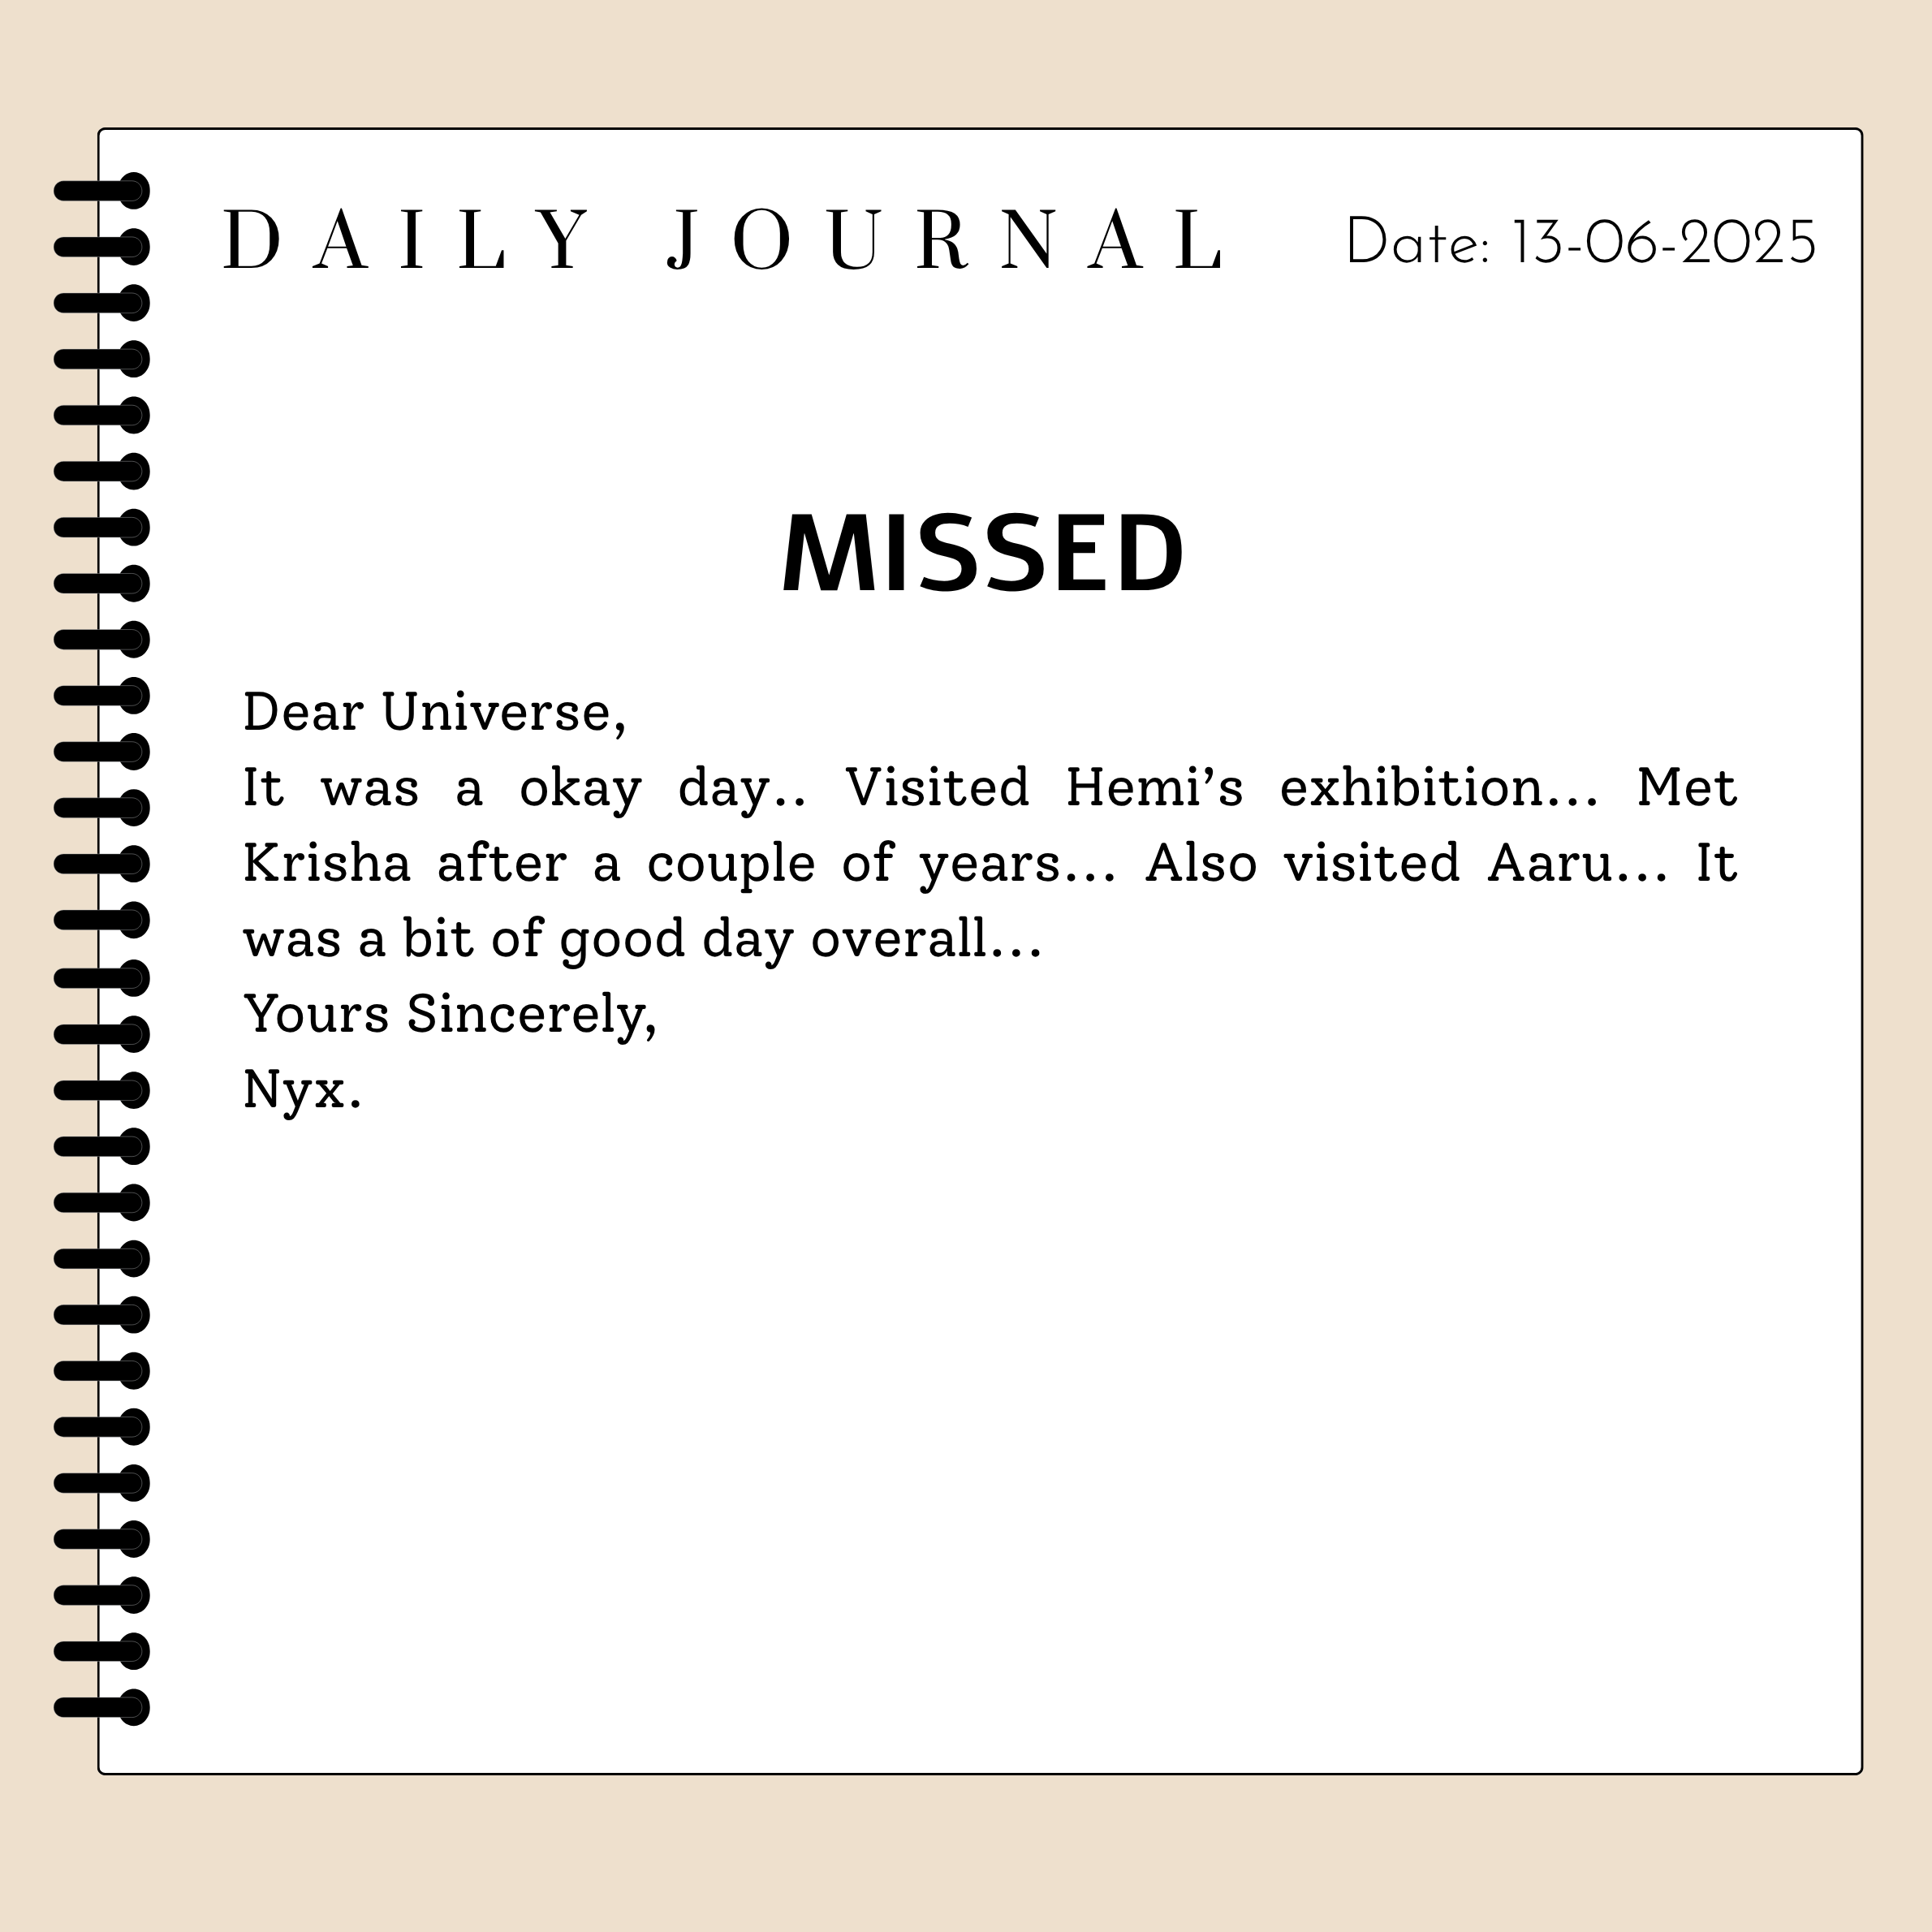 DAILY JOURNAL Date: 13-06-2025
MISSED
Dear Universe,
It was a okay day.. Visited Hemi’s exhibition... Met
Krisha after a couple of years... Also visited Aaru... It
was a bit of good day overall...
Yours Sincerely,
Nyx.